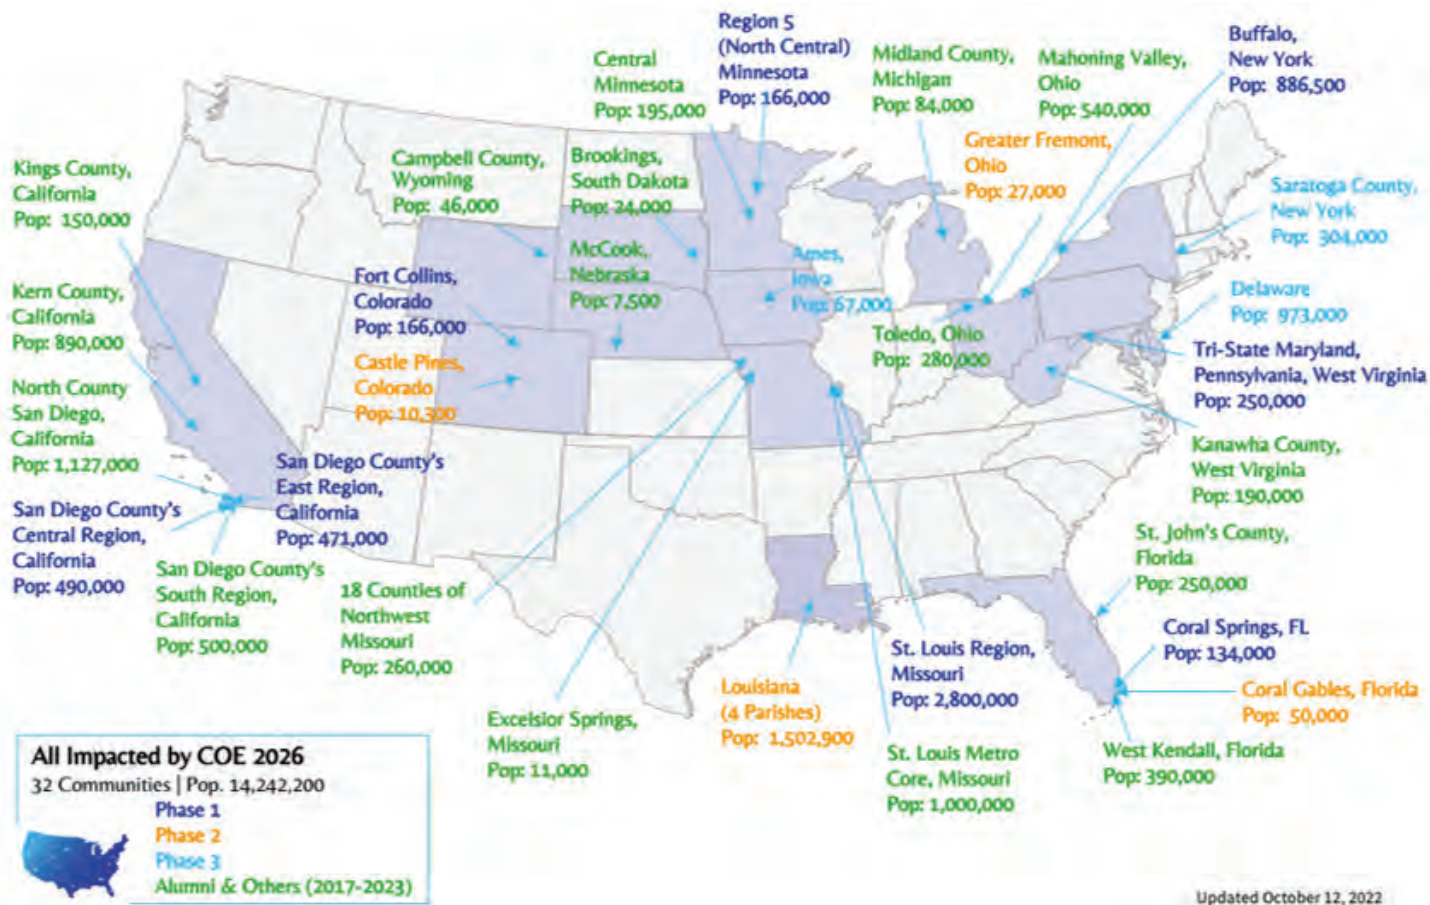 Region 5
(North Central)
Minnesota
Pop: 166,000
Buffalo,
New York
Pop: 886,500
Central
Minnesota
Pop: 195,000
Midland County,
Michigan
Pop: 84,000
Mahoning Valley,
Ohio
Pop: 540,000
Greater Fremont,
Ohio
Pop: 27,000
Kings County,
California
Pop: 150,000
Campbell County,
Wyoming
Pop: 46,000
Brookings,
South Dakota
Pop: 24,000
Saratoga County,
New York
Pop: 304,000
McCook,
Nebraska
Pop: 7,500
Ames,
Iowa
Pop: 67,000
Fort Collins,
Colorado
Pop: 166,000
Kern County,
California
Pop: 890,000
Delaware
Pop: 973,000
Toledo, Ohio
Pop: 280,000
Tri-State Maryland,
Pennsylvania, West Virginia
Pop: 250,000
Castle Pines,
Colorado
Pop: 10,300
North County
San Diego,
California
Pop: 1,127,000
Kanawha County,
West Virginia
Pop: 190,000
San Diego County's
East Region,
California
Pop: 471,000
San Diego County's
Central Region,
California
Pop: 490,000
San Diego County's
South Region,
California
Pop: 500,000
18 Counties of
Northwest
Missouri
Pop: 260,000
St. John's County,
Florida
Pop: 250,000
Coral Springs, FL
Pop: 134,000
St. Louis Region,
Missouri
Pop: 2,800,000
Louisiana
(4 Parishes)
Pop: 1,502,900
Coral Gables, Florida
Pop: 50,000
Excelsior Springs,
Missouri
Pop: 11,000
St. Louis Metro
Core, Missouri
Pop: 1,000,000
West Kendall, Florida
Pop: 390,000
All Impacted by COE 2026
32 Communities | Pop. 14,242,200
Phase 1
Phase 2
Phase 3
Alumni & Others (2017-2023)
Updated October 12, 2022